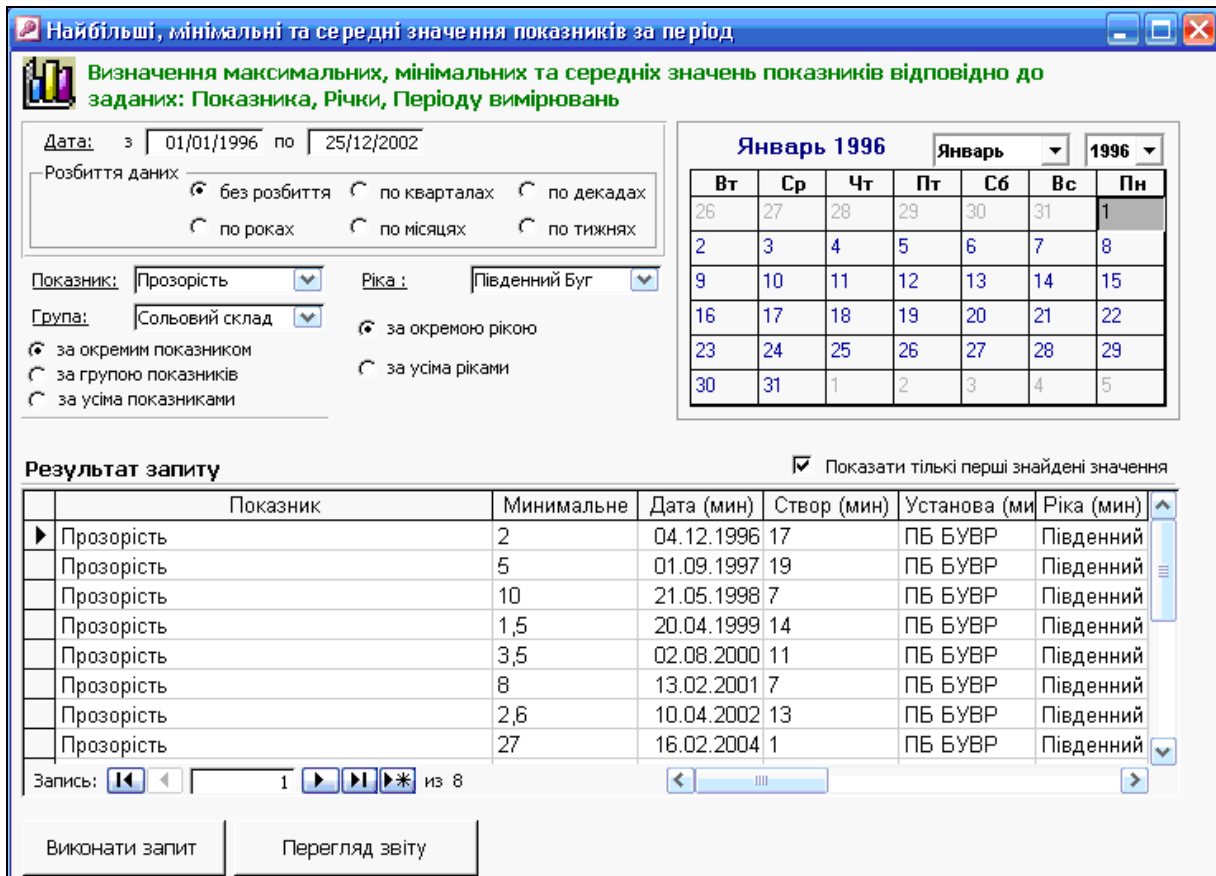 Найбільші, мінімальні та середні значення показників за період
Визначення максимальних, мінімальних та середніх значень показників відповідно до
заданих: Показника, Річки, Періоду вимірювань
Дата: з 01/01/1996 по 25/12/2002
Розбиття даних
без розбиття по кварталах по декадах
по роках по місяцях по тижнях
Показник: Прозорість Ріка : Південний Буг
Група: Сольовий склад
за окремою рікою
за окремим показником
за групою показників
за усіма ріками
за усіма показниками
Январь 1996 Январь 1996
Вт Ср Чт Пт Сб Вс Пн
26 27 28 29 30 31 1
2 3 4 5 6 7 8
9 10 11 12 13 14 15
16 17 18 19 20 21 22
23 24 25 26 27 28 29
30 31 1 2 3 4 5
Результат запиту Показати тількі перші знайдені значення
Показник Минимальне Дата (мин) Створ (мин) Установа (ми Ріка (мин)
Прозорість 2 04.12.1996 17 ПБ БУВР Південний
Прозорість 5 01.09.1997 19 ПБ БУВР Південний
Прозорість 10 21.05.1998 7 ПБ БУВР Південний
Прозорість 1,5 20.04.1999 14 ПБ БУВР Південний
Прозорість 3,5 02.08.2000 11 ПБ БУВР Південний
Прозорість 8 13.02.2001 7 ПБ БУВР Південний
Прозорість 2,6 10.04.2002 13 ПБ БУВР Південний
Прозорість 27 16.02.2004 1 ПБ БУВР Південний
Запись: 1 из 8
Виконати запит Перегляд звіту